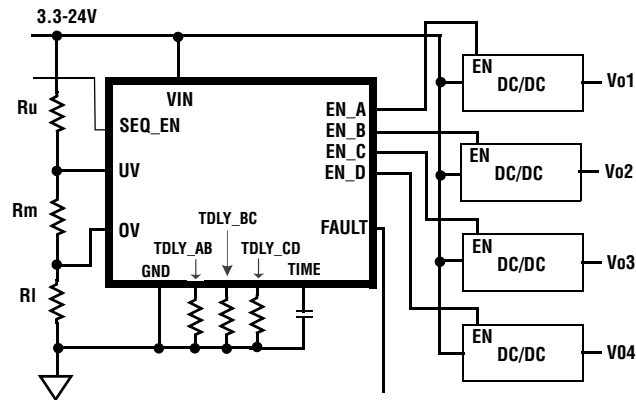 3.3-24V
VIN
SEQ_EN
Ru
UV
Rm
OV
Rl
GND
TDLY_AB
TDLY_BC
TDLY_CD
TIME
EN_A
EN_B
EN_C
EN_D
FAULT
EN
DC/DC
Vo1
EN
DC/DC
Vo2
EN
DC/DC
Vo3
EN
DC/DC
V04